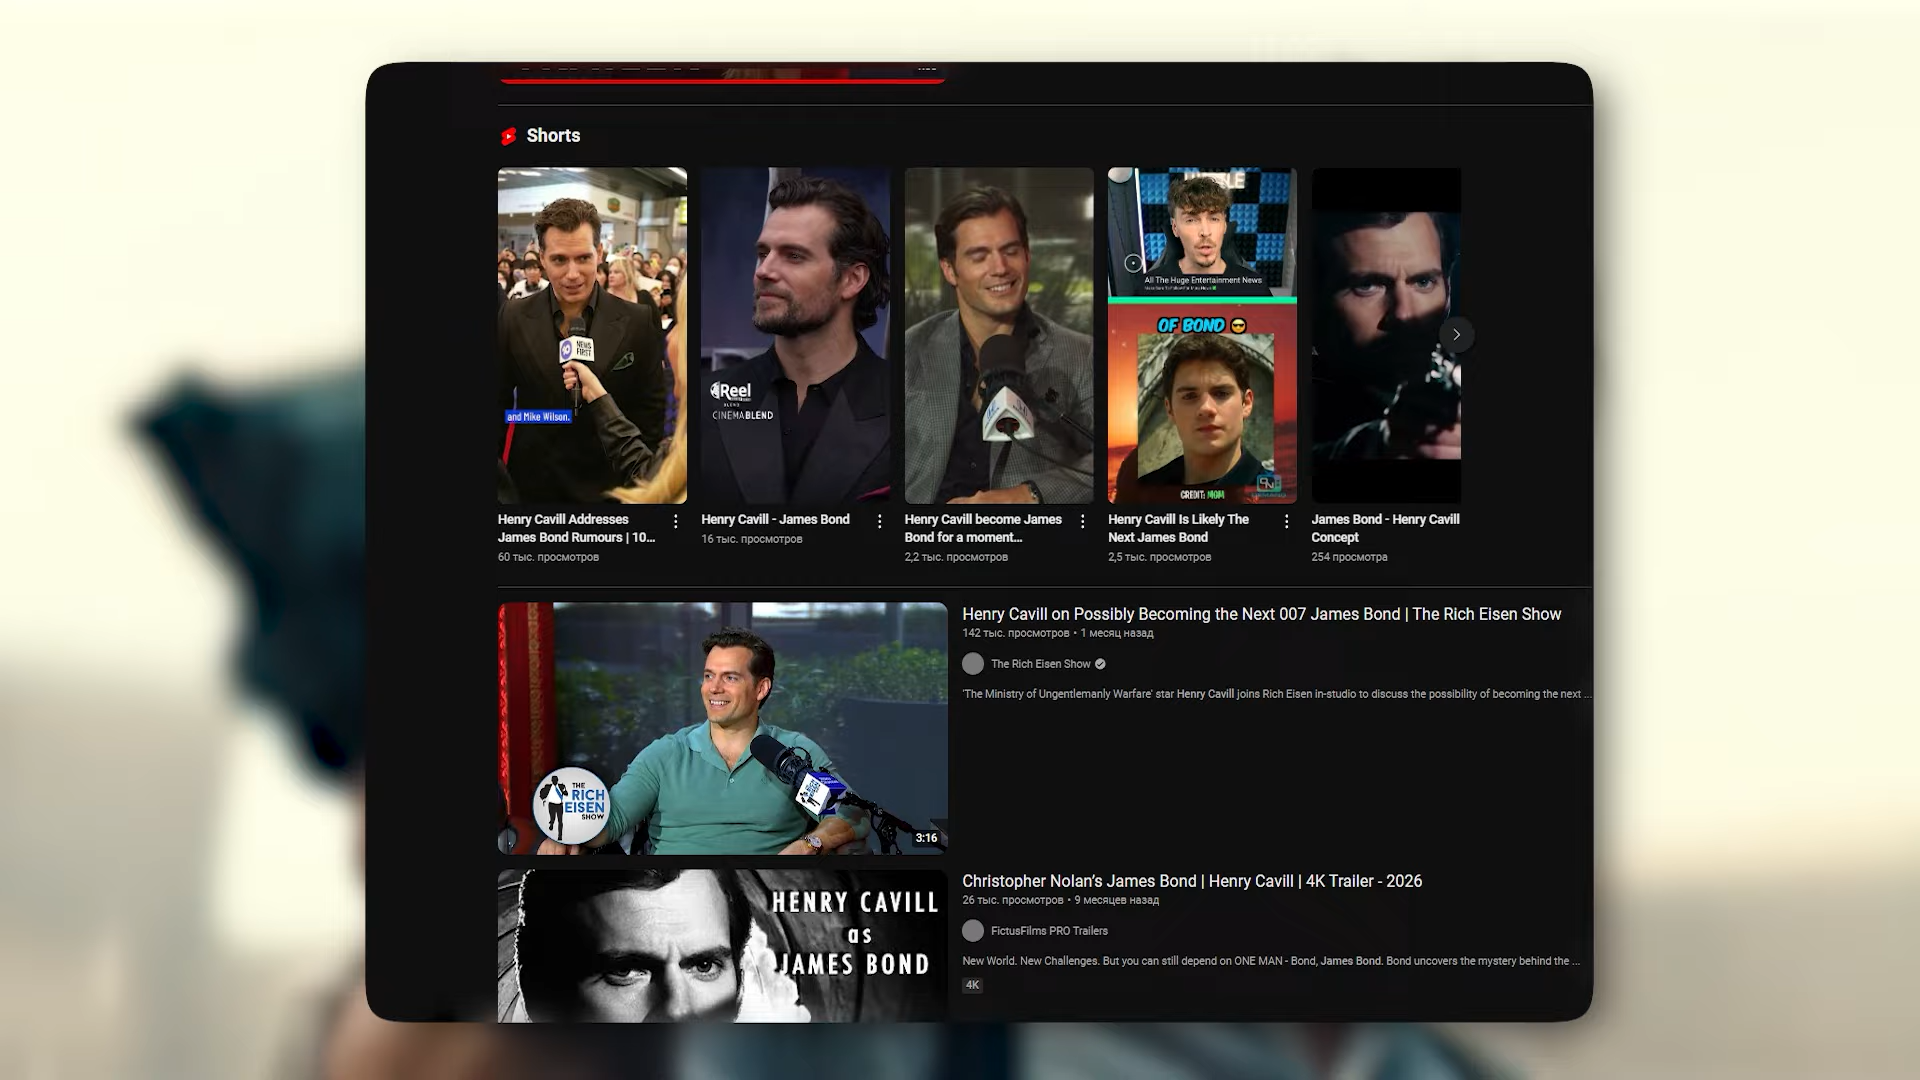 Shorts
NEWS
FIRST
and Mike Wilson.
Reel
BLEND
CINEMABLEND
All The Huge Entertainment News
OF BOND
CREDIT: MOM
Henry Cavill Addresses
James Bond Rumours | 10...
60 тыс. просмотров
Henry Cavill - James Bond
16 тыс. просмотров
Henry Cavill become James
Bond for a moment...
2,2 тыс. просмотров
Henry Cavill Is Likely The
Next James Bond
2,5 тыс. просмотров
James Bond - Henry Cavill
Concept
254 просмотра
THE
RICH
EISEN
SHOW
3:16
Henry Cavill on Possibly Becoming the Next 007 James Bond | The Rich Eisen Show
142 тыс. просмотров • 1 месяц назад
The Rich Eisen Show
'The Ministry of Ungentlemanly Warfare' star Henry Cavill joins Rich Eisen in-studio to discuss the possibility of becoming the next ...
HENRY CAVILL
as
JAMES BOND
Christopher Nolan's James Bond | Henry Cavill | 4K Trailer - 2026
26 тыс. просмотров • 9 месяцев назад
FictusFilms PRO Trailers
New World. New Challenges. But you can still depend on ONE MAN - Bond, James Bond. Bond uncovers the mystery behind the ...
4K